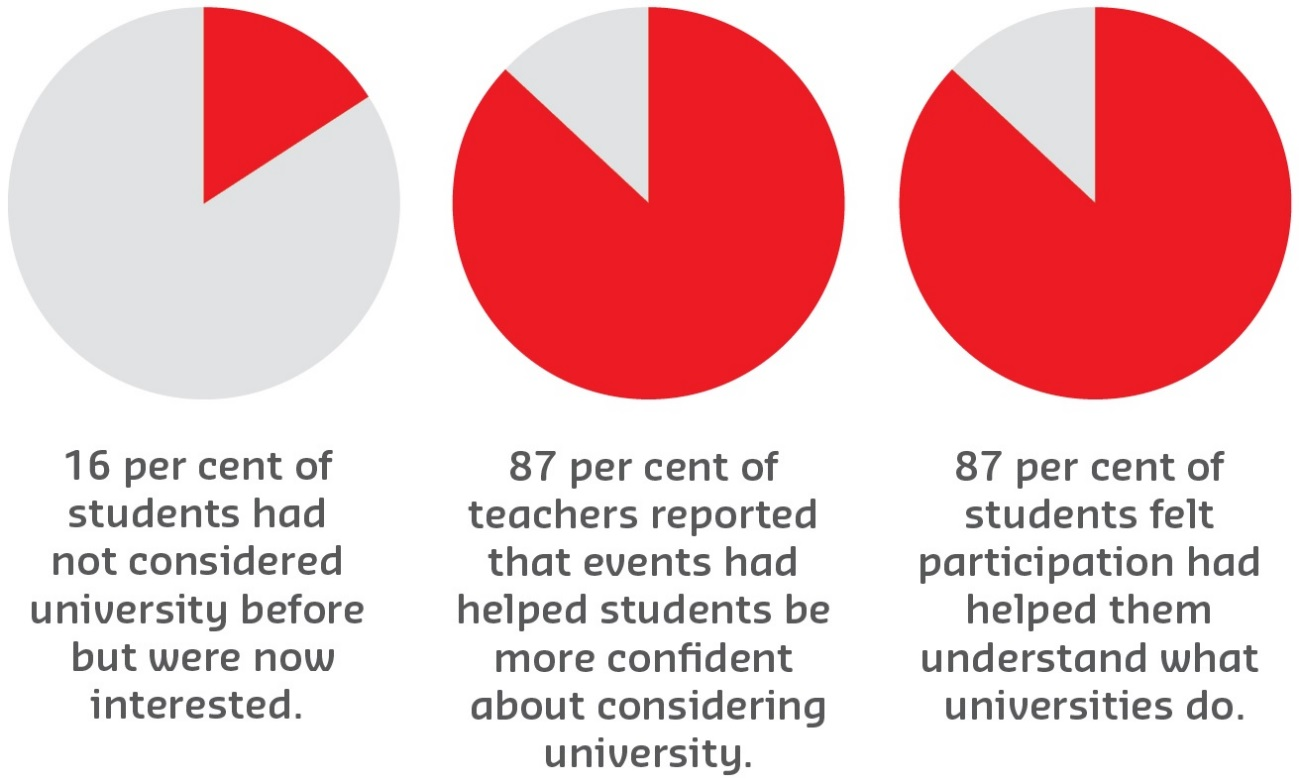 16 per cent of
students had
not considered
university before
but were now
interested.
87 per cent of
teachers reported
that events had
helped students be
more confident
about considering
university.
87 per cent of
students felt
participation had
helped them
understand what
universities do.